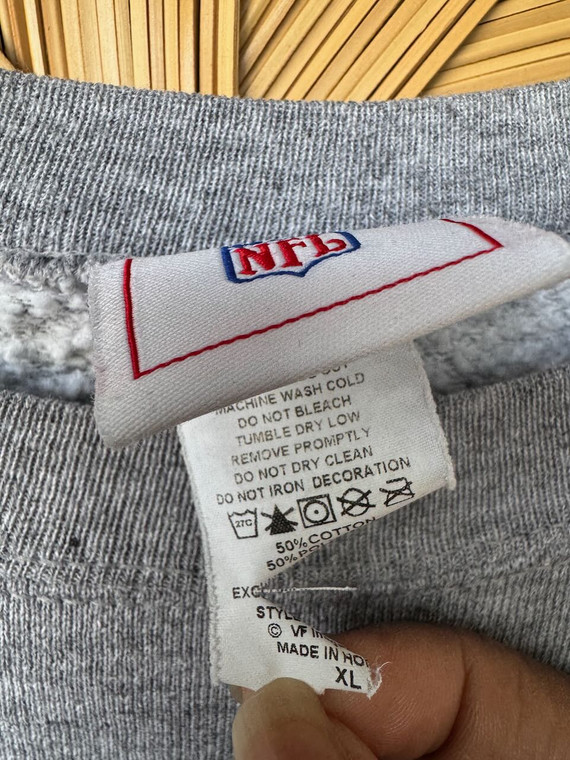 NFL
MACHINE WASH COLD
DO NOT BLEACH
TUMBLE DRY LOW
REMOVE PROMPTLY
DO NOT DRY CLEAN
DO NOT IRON DECORATION
27C
50% COTTON
50%
© VF
MADE IN
XL